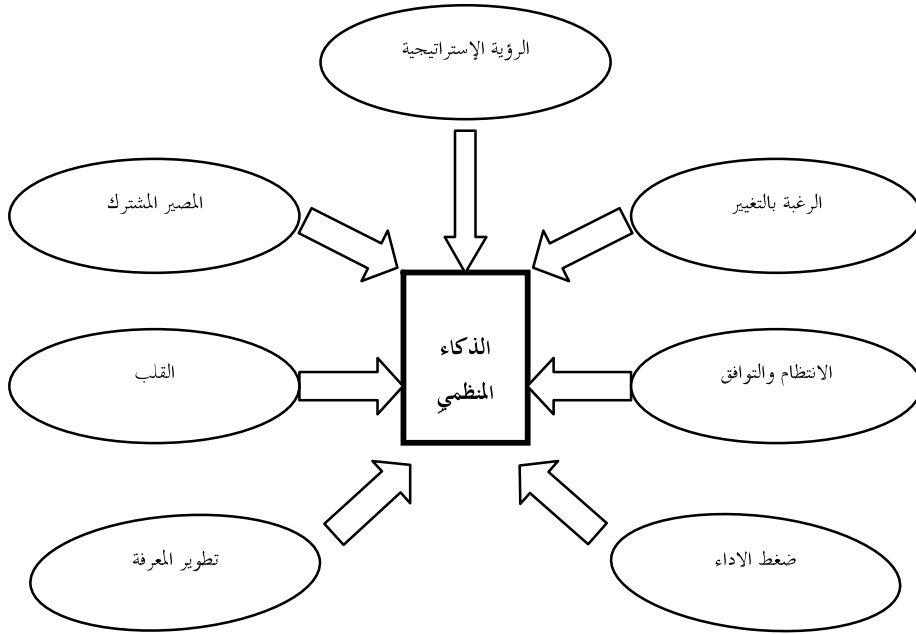 الرؤية الإستراتيجية
الرغبة بالتغيير
المصير المشترك
الذكاء
المنظمي
الانتظام والتوافق
القلب
ضغط الاداء
تطوير المعرفة